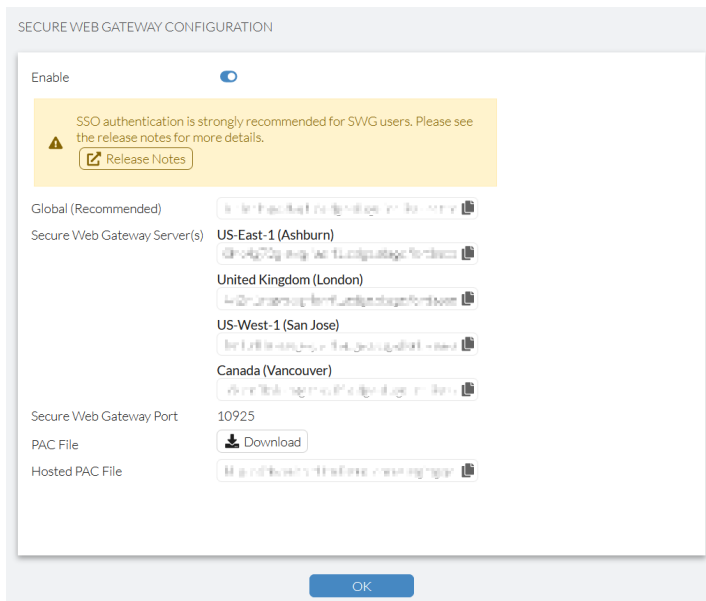 SECURE WEB GATEWAY CONFIGURATION
Enable
SSO authentication is strongly recommended for SWG users. Please see
the release notes for more details.
Release Notes
Global (Recommended)
Secure Web Gateway Server(s) US-East-1 (Ashburn)
United Kingdom (London)
US-West-1 (San Jose)
Canada (Vancouver)
Secure Web Gateway Port 10925
PAC File Download
Hosted PAC File
OK